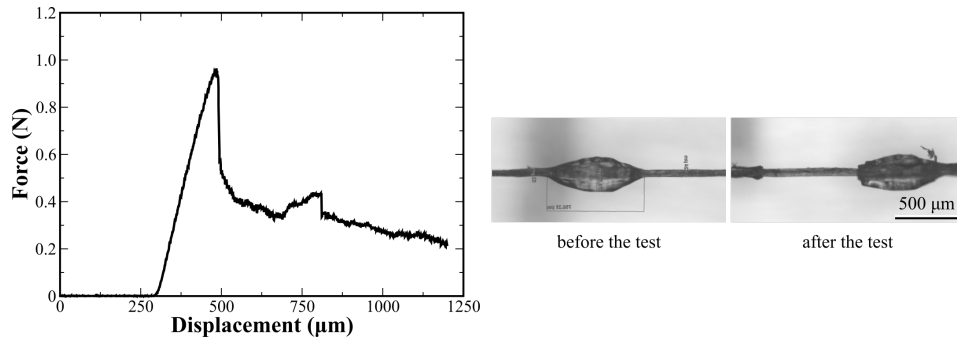 1.2
1.0
0.8
0.6
0.4
0.2
0
Force (N)
0 250 500 750 1000 1250
Displacement (μm)
500 μm
before the test
after the test